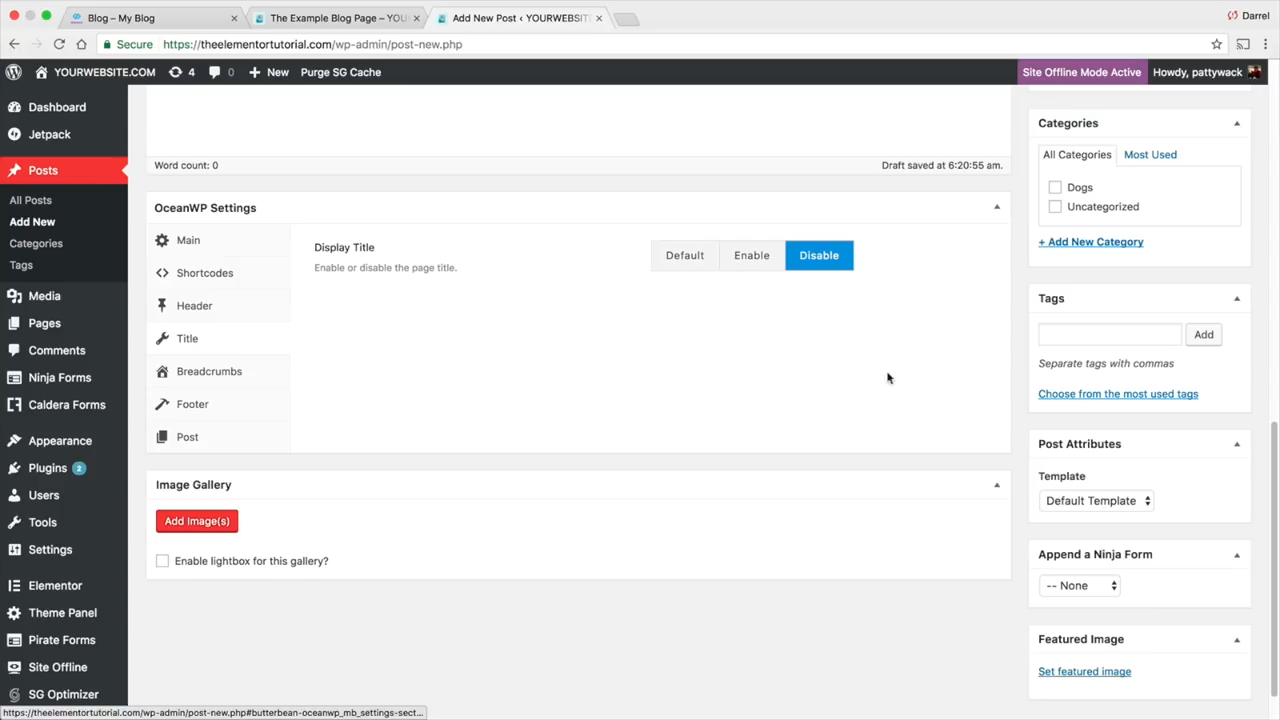 Blog – My Blog
The Example Blog Page – YOU
Add New Post ‹ YOURWEBSIT
Darrel
Secure
https://theelementortutorial.com/wp-admin/post-new.php
YOURWEBSITE.COM
4
0
New
Purge SG Cache
Site Offline Mode Active
Howdy, pattywack
Dashboard
Jetpack
Posts
All Posts
Add New
Categories
Tags
Media
Pages
Comments
Ninja Forms
Caldera Forms
Appearance
Plugins 2
Users
Tools
Settings
Elementor
Theme Panel
Pirate Forms
Site Offline
SG Optimizer
Word count: 0
Draft saved at 6:20:55 am.
OceanWP Settings
Main
Shortcodes
Header
Title
Breadcrumbs
Footer
Post
Display Title
Enable or disable the page title.
Default
Enable
Disable
Image Gallery
Add Image(s)
Enable lightbox for this gallery?
Categories
All Categories
Most Used
Dogs
Uncategorized
+ Add New Category
Tags
Add
Separate tags with commas
Choose from the most used tags
Post Attributes
Template
Default Template
Append a Ninja Form
-- None
Featured Image
Set featured image
https://theelementortutorial.com/wp-admin/post-new.php#butterbean-oceanwp_mb_settings-sect...